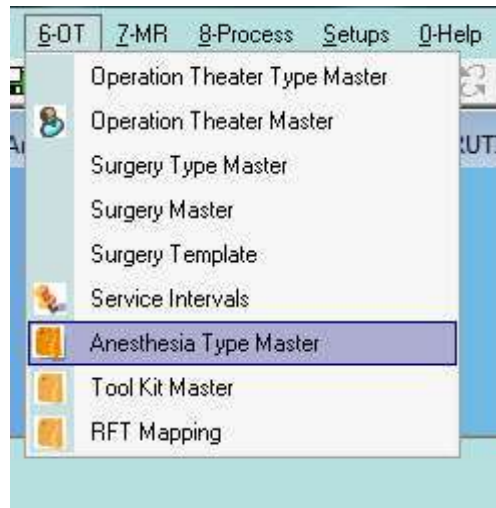 6-OT 7-MR 8-Process Setups 0-Help
Operation Theater Type Master
Operation Theater Master
Surgery Type Master
Surgery Master
Surgery Template
Service Intervals
Anesthesia Type Master
Tool Kit Master
RFT Mapping